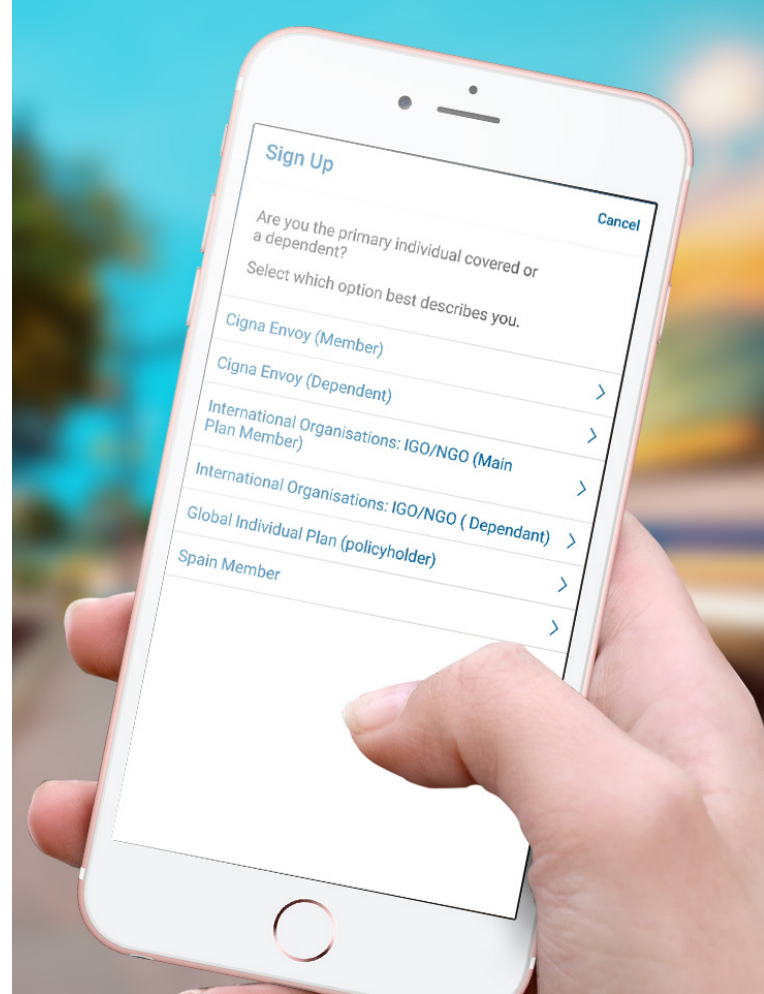 Sign Up
Cancel
Are you the primary individual covered or
a dependent?
Select which option best describes you.
Cigna Envoy (Member)
Cigna Envoy (Dependent)
International Organisations: IGO/NGO (Main
Plan Member)
International Organisations: IGO/NGO ( Dependant)
Global Individual Plan (policyholder)
Spain Member